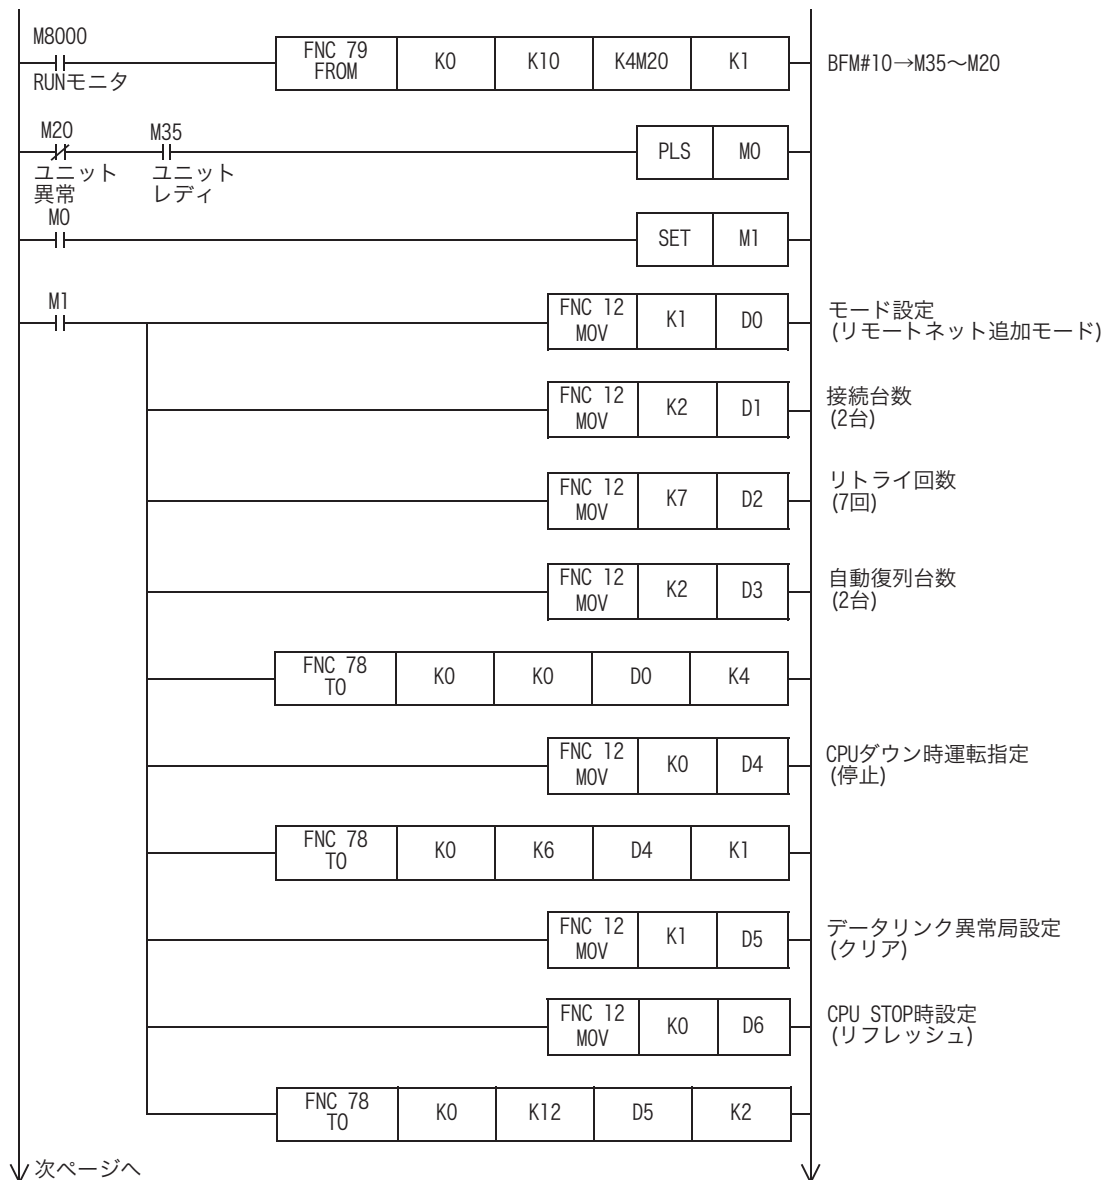 M8000
RUNモニタ
FNC 79
FROM
K0
K10
K4M20
K1
BFM#10→M35～M20
M20
ユニット
異常
M35
ユニット
レディ
PLS
M0
M0
SET
M1
M1
FNC 12
MOV
K1
D0
モード設定
(リモートネット追加モード)
FNC 12
MOV
K2
D1
接続台数
(2台)
FNC 12
MOV
K7
D2
リトライ回数
(7回)
FNC 12
MOV
K2
D3
自動復列台数
(2台)
FNC 78
TO
K0
K0
D0
K4
FNC 12
MOV
K0
D4
CPUダウン時運転指定
(停止)
FNC 78
TO
K0
K6
D4
K1
FNC 12
MOV
K1
D5
データリンク異常局設定
(クリア)
FNC 12
MOV
K0
D6
CPU STOP時設定
(リフレッシュ)
FNC 78
TO
K0
K12
D5
K2
次ページへ